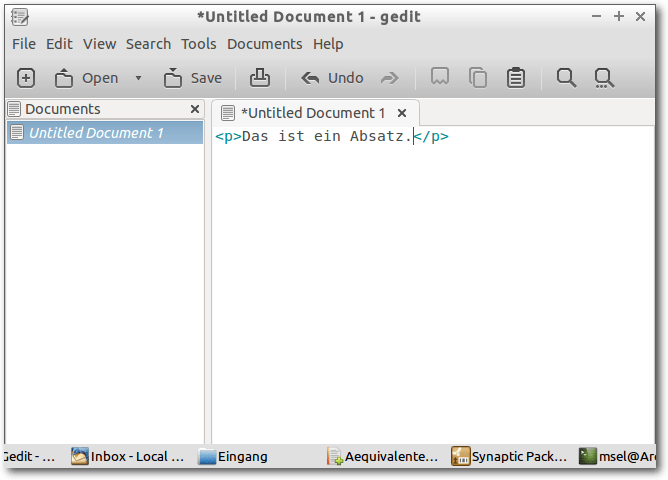 *Untitled Document 1 - gedit
File Edit View Search Tools Documents Help
Open Save Undo
Documents
*Untitled Document 1
Untitled Document 1
<p>Das ist ein Absatz.</p>
Gedit - ... Inbox - Local ... Eingang Aequivalente... Synaptic Pack... msel@Arc